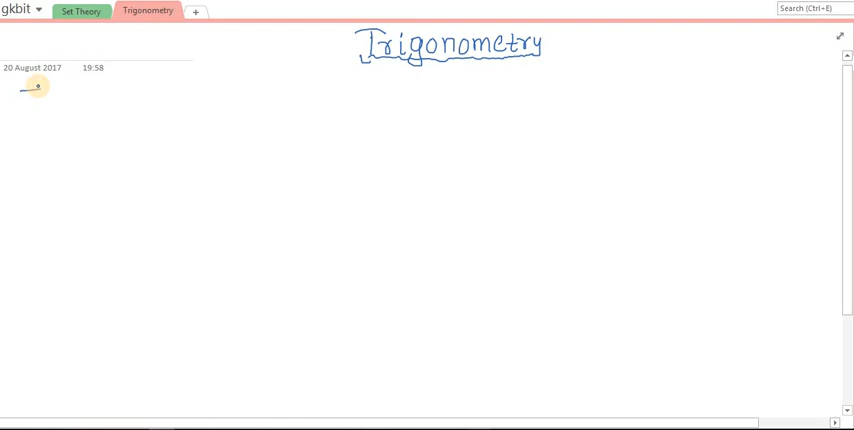 gkbit
Set Theory
Trigonometry
+
Search (Ctrl+E)
Trigonometry
20 August 2017 19:58